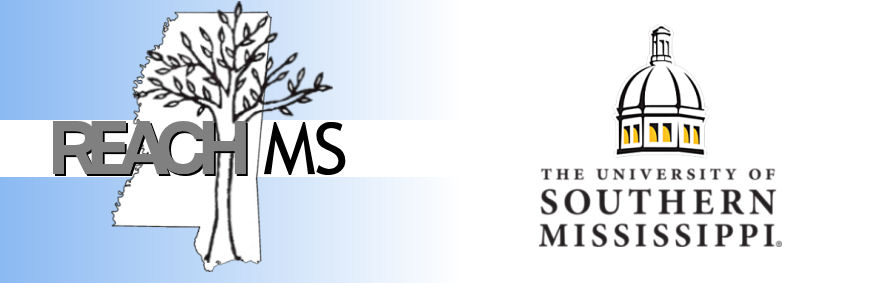 REACH MS
THE UNIVERSITY OF
SOUTHERN
MISSISSIPPI®